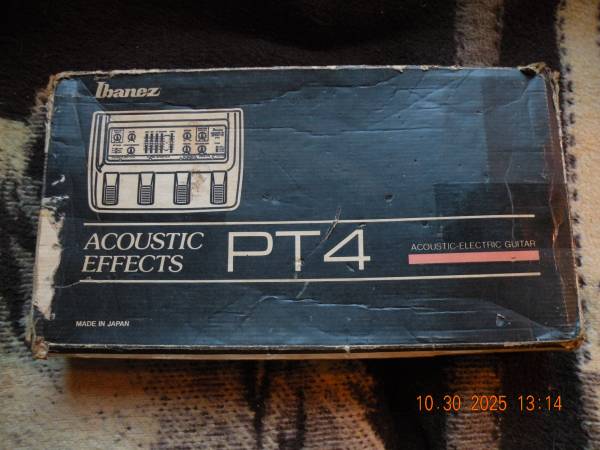 Ibanez
ACOUSTIC
EFFECTS
PT4
ACOUSTIC-ELECTRIC GUITAR
MADE IN JAPAN
10.30 2025 13:14